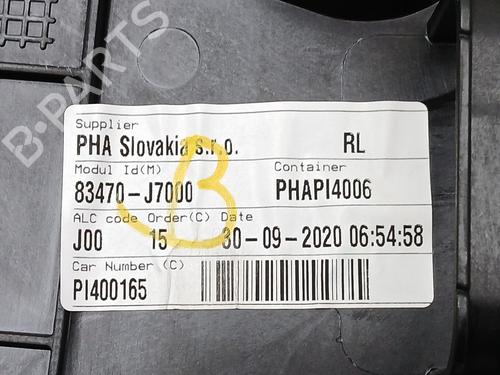 B-PARTS
Supplier
PHA Slovakia s.r.o. RL
Modul Id(M) Container
83470-J7000 PHAPI4006
B
ALC code Order(C) Date
J00 15 30-09-2020 06:54:58
Car Number (C)
PI400165